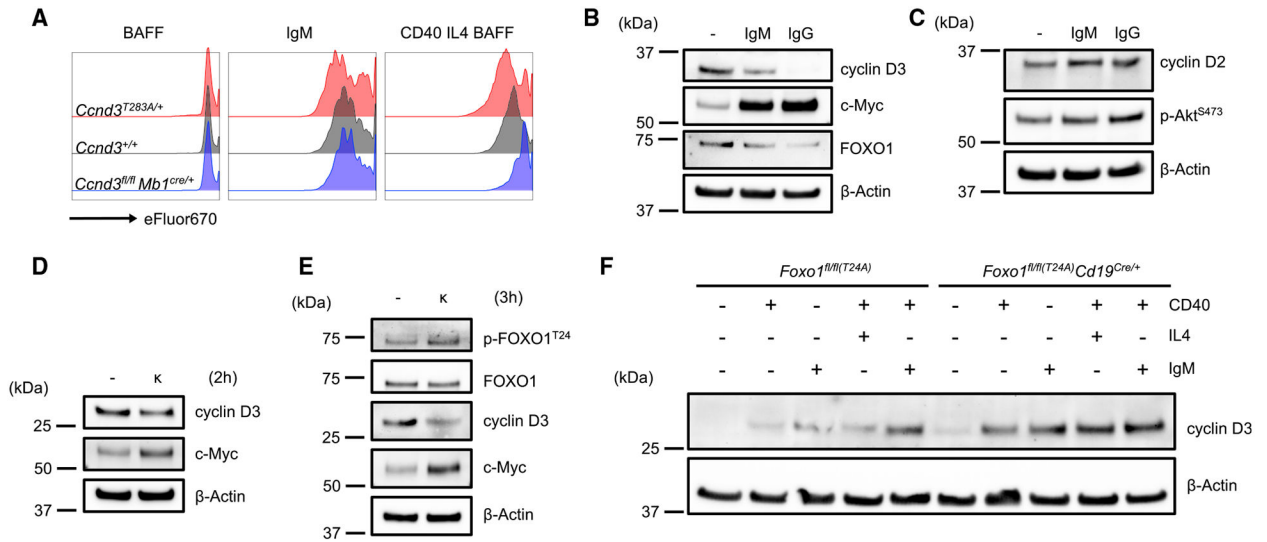 A
BAFF IgM CD40 IL4 BAFF
Ccnd3T283A/+
Ccnd3+/+
Ccnd3fl/fl Mb1cre/+
eFluor670
B
(kDa)
- IgM IgG
37
cyclin D3
c-Myc
50
75
FOXO1
β-Actin
37
C
(kDa)
- IgM IgG
37
cyclin D2
p-AktS473
50
β-Actin
37
D
(kDa)
- κ (2h)
cyclin D3
25
c-Myc
50
β-Actin
37
E
(kDa)
- κ (3h)
75 p-FOXO1T24
75 FOXO1
cyclin D3
25
c-Myc
50
β-Actin
37
F
Foxo1fl/fl(T24A) Foxo1fl/fl(T24A)Cd19Cre/+
- + - + + - + - + + CD40
- - - + - - - - + - IL4
- - + - + - - + - + IgM
(kDa)
cyclin D3
25
β-Actin
37